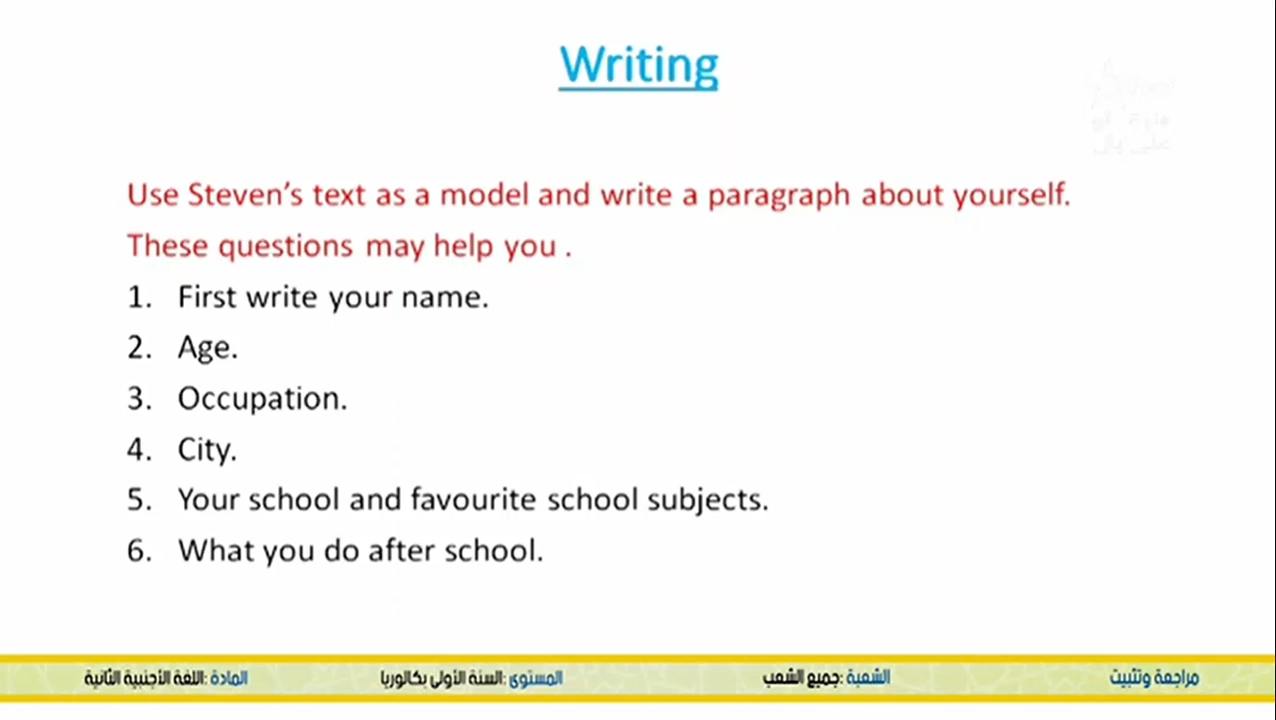 Writing
Use Steven's text as a model and write a paragraph about yourself.
These questions may help you .
1. First write your name.
2. Age.
3. Occupation.
4. City.
5. Your school and favourite school subjects.
6. What you do after school.
مراجعة وتثبيت
الشعبة :جميع الشعب
المستوى :السنة الأولى بكالوريا
المادة :اللغة الأجنبية الثانية